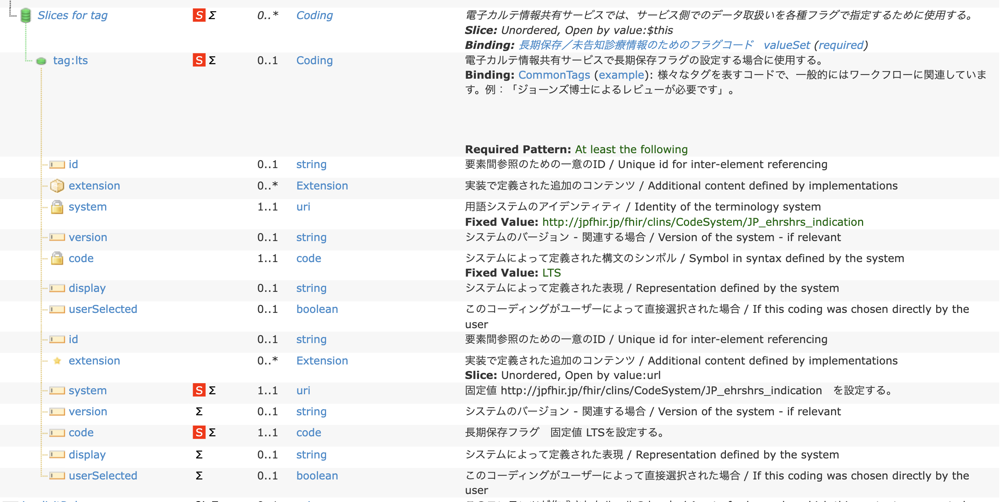 Slices for tag S Σ 0..* Coding 電子カルテ情報共有サービスでは、サービス側でのデータ取扱いを各種フラグで指定するために使用する。
Slice: Unordered, Open by value:$this
Binding: 長期保存／未告知診療情報のためのフラグコード　valueSet (required)
tag:lts S Σ 0..1 Coding 電子カルテ情報共有サービスで長期保存フラグの設定する場合に使用する。
Binding: CommonTags (example): 様々なタグを表すコードで、一般的にはワークフローに関連していま
す。例：「ジョーンズ博士によるレビューが必要です」。
Required Pattern: At least the following
id 0..1 string 要素間参照のための一意のID / Unique id for inter-element referencing
extension 0..* Extension 実装で定義された追加のコンテンツ / Additional content defined by implementations
system 1..1 uri 用語システムのアイデンティティ / Identity of the terminology system
Fixed Value: http://jpfhir.jp/fhir/clins/CodeSystem/JP_ehrshrs_indication
version 0..1 string システムのバージョン - 関連する場合 / Version of the system - if relevant
code 1..1 code システムによって定義された構文のシンボル / Symbol in syntax defined by the system
Fixed Value: LTS
display 0..1 string システムによって定義された表現 / Representation defined by the system
userSelected 0..1 boolean このコーディングがユーザーによって直接選択された場合 / If this coding was chosen directly by the
user
id 0..1 string 要素間参照のための一意のID / Unique id for inter-element referencing
extension 0..* Extension 実装で定義された追加のコンテンツ / Additional content defined by implementations
Slice: Unordered, Open by value:url
system S Σ 1..1 uri 固定値 http://jpfhir.jp/fhir/clins/CodeSystem/JP_ehrshrs_indication　を設定する。
version Σ 0..1 string システムのバージョン - 関連する場合 / Version of the system - if relevant
code S Σ 1..1 code 長期保存フラグ　固定値 LTSを設定する。
display Σ 0..1 string システムによって定義された表現 / Representation defined by the system
userSelected Σ 0..1 boolean このコーディングがユーザーによって直接選択された場合 / If this coding was chosen directly by the
user